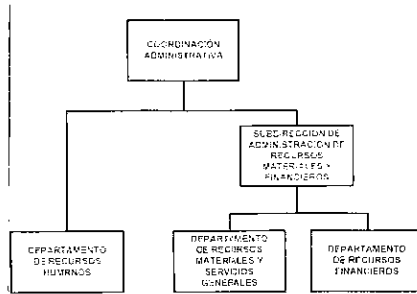 COORDINACIÓN
ADMINISTRATIVA
SUBDIRECCIÓN DE
ADMINISTRACIÓN DE
RECURSOS
MATERIALES Y
FINANCIEROS
DEPARTAMENTO
DE RECURSOS
HUMANOS
DEPARTAMENTO
DE RECURSOS
MATERIALES Y
SERVICIOS
GENERALES
DEPARTAMENTO
DE RECURSOS
FINANCIEROS